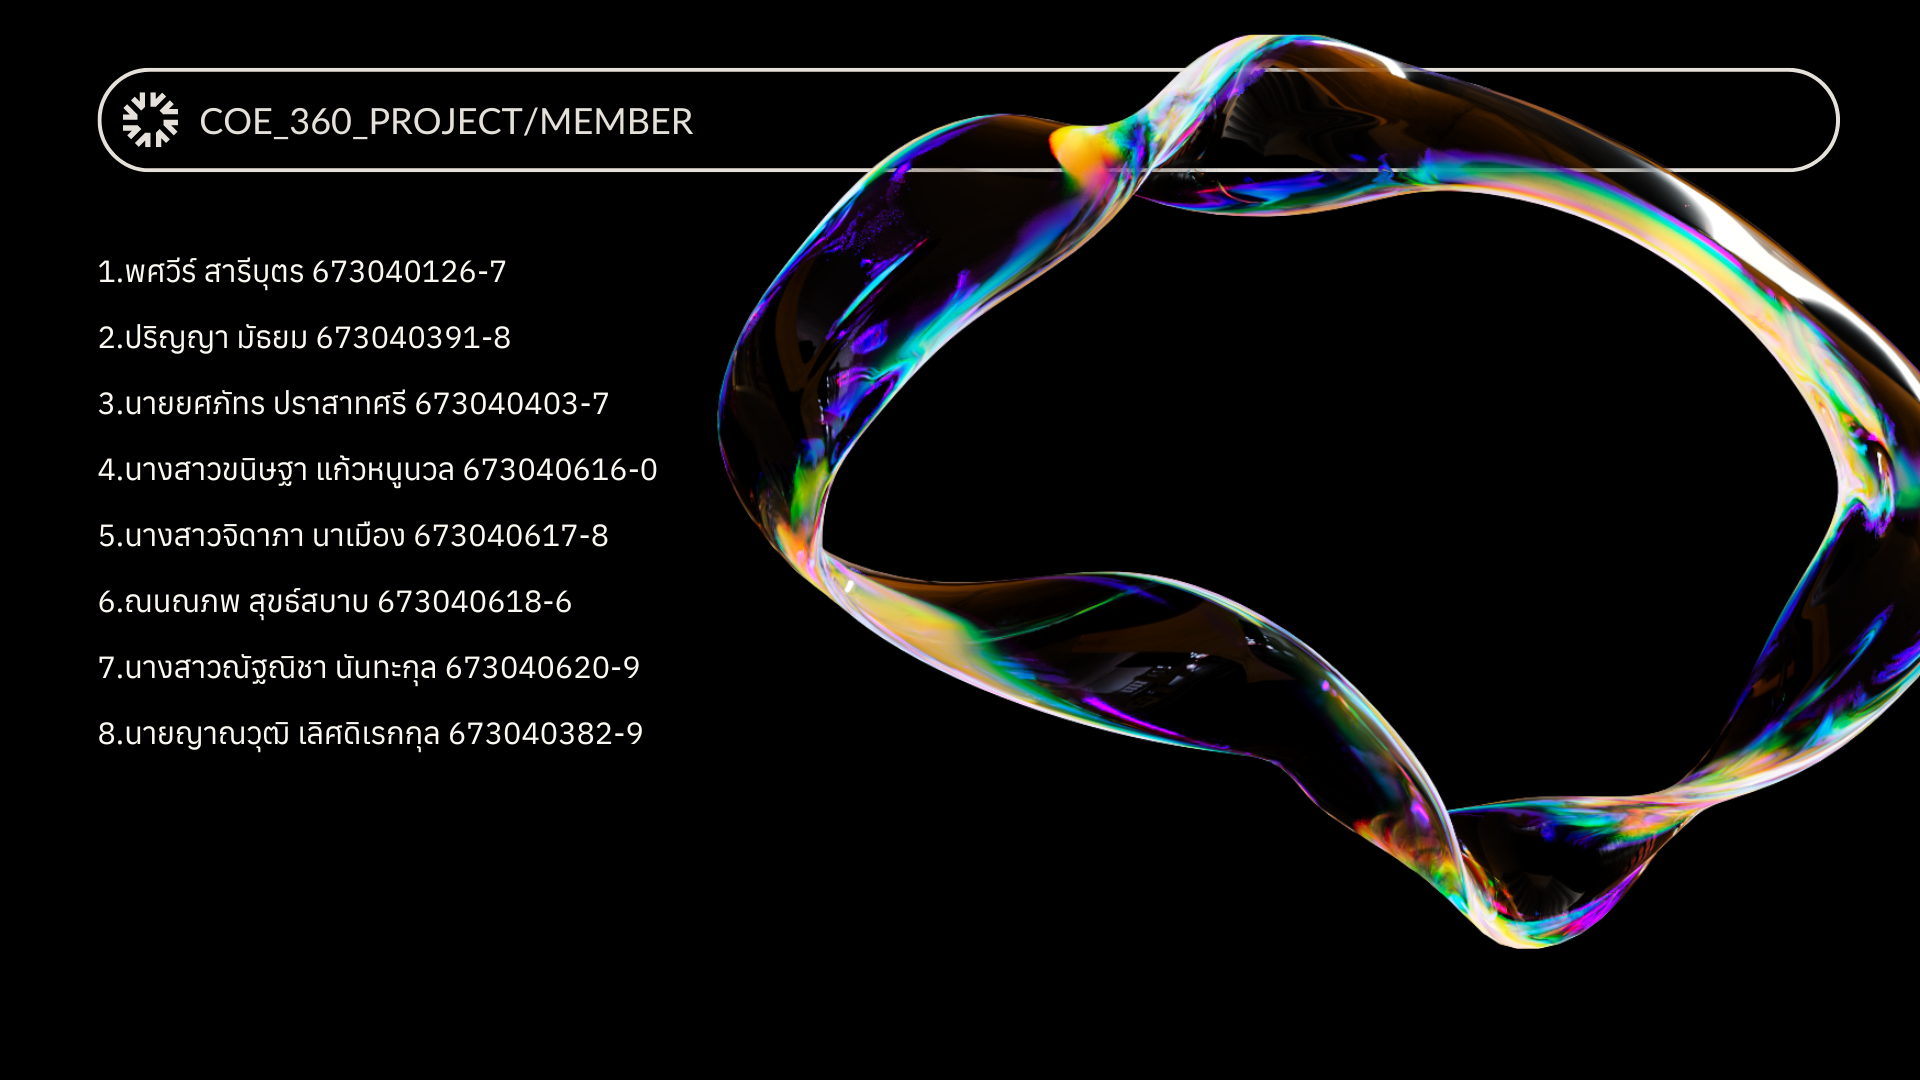 COE_360_PROJECT/MEMBER
1.พศวีร์ สารีบุตร 673040126-7
2.ปริญญา มัธยม 673040391-8
3.นายยศภัทร ปราสาทศรี 673040403-7
4.นางสาวขนิษฐา แก้วหนูนวล 673040616-0
5.นางสาวจิดาภา นาเมือง 673040617-8
6.ณนณภพ สุขธ์สบาบ 673040618-6
7.นางสาวณัฐณิชา นันทะกุล 673040620-9
8.นายญาณวุฒิ เลิศดิเรกกุล 673040382-9